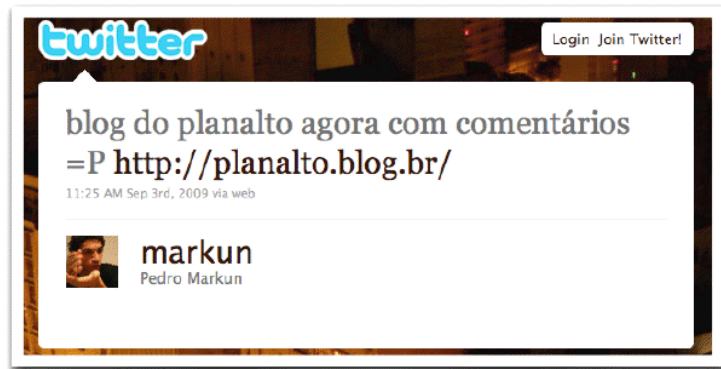 twitter
Login Join Twitter!
blog do planalto agora com comentários
=P http://planalto.blog.br/
11:25 AM Sep 3rd, 2009 via web
markun
Pedro Markun